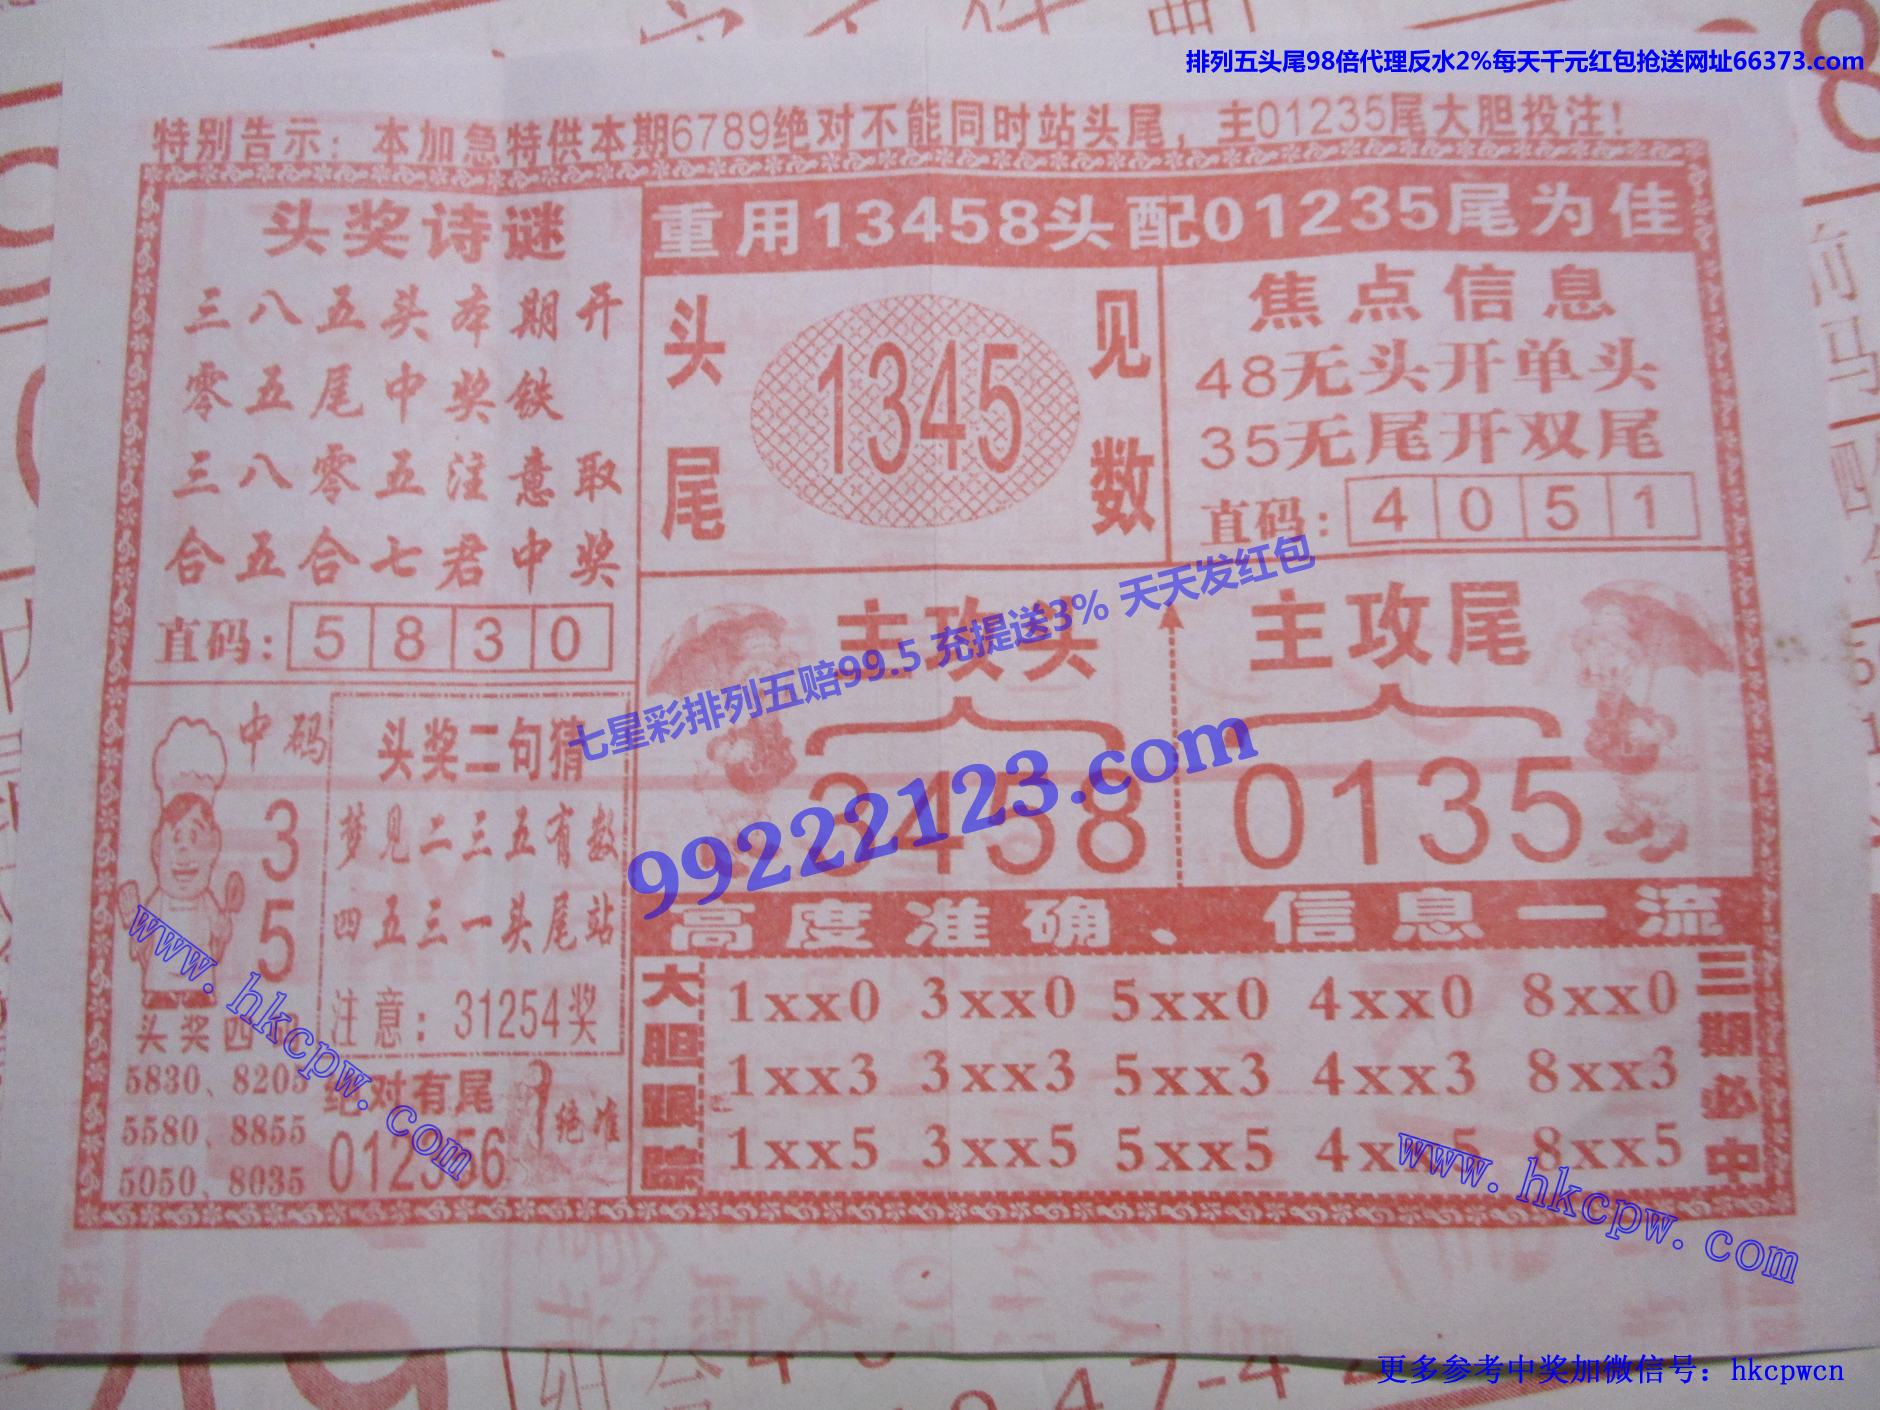 排列五头尾98倍代理反水2%每天千元红包抢送网址66373.com
特别告示：本加急特供本期6789绝对不能同时站头尾，主01235尾大胆投注！
头奖诗谜
三八五头本期开
零五尾中奖铁
三八零五注意取
合五合七君中奖
直码：5830
重用13458头配01235尾为佳
头尾
1345
见数
焦点信息
48无头开单头
35无尾开双尾
直码：4051
主攻头
3458
主攻尾
0135
七星彩排列五赔99.5 充提送3% 天天发红包
99222123.com
中码
3
5
头奖四
5830、8205
5580、8855
5050、8035
头奖二句猜
梦见二三五有数
四五三一头尾站
注意：31254奖
绝对有尾
012356
绝准
高度准确、信息一流
大胆跟踪
1xx0 3xx0 5xx0 4xx0 8xx0
1xx3 3xx3 5xx3 4xx3 8xx3
1xx5 3xx5 5xx5 4xx5 8xx5
三期必中
www.hkcpw.com
www.hkcpw.com
更多参考中奖加微信号：hkcpwcn